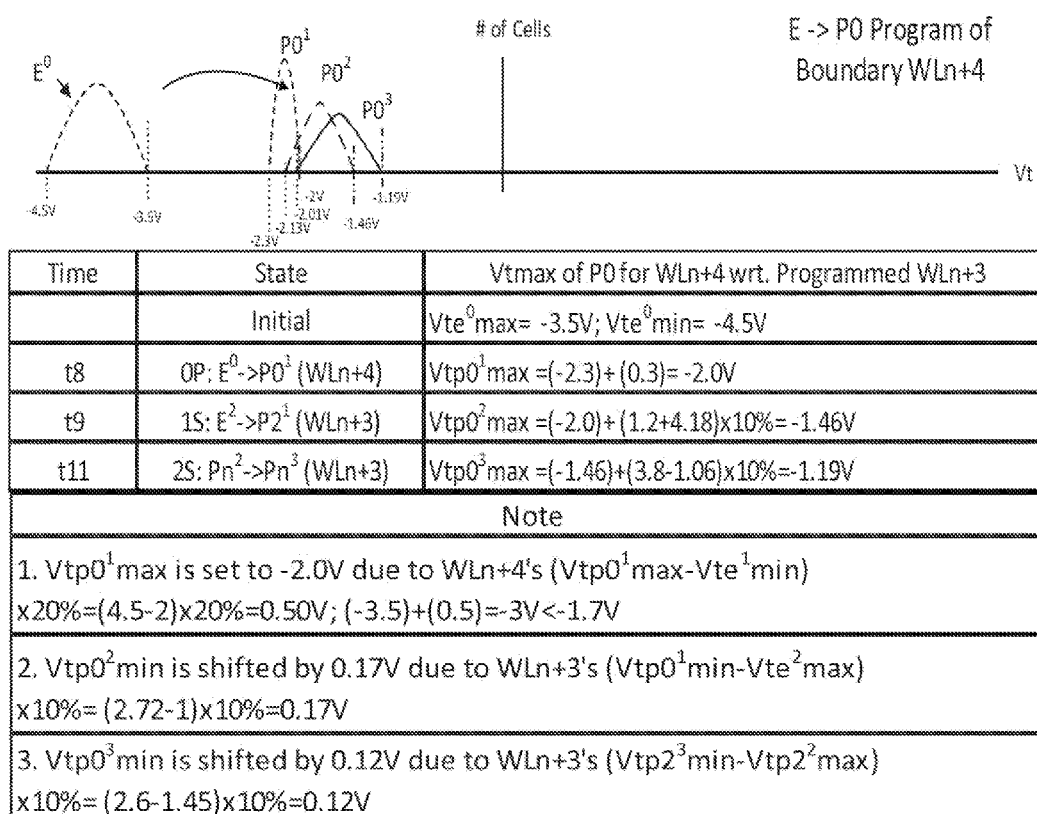 # of Cells
E -> P0 Program of
Boundary WLn+4
E⁰
P0¹
P0²
P0³
Vt
-4.5V
-3.5V
-2.3V
-2.13V
-2.01V
-2V
-1.46V
-1.19V
Time State Vtmax of P0 for WLn+4 wrt. Programmed WLn+3
Initial Vte⁰max= -3.5V; Vte⁰min= -4.5V
t8 0P: E⁰->P0¹ (WLn+4) Vtp0¹max =(-2.3)+(0.3)= -2.0V
t9 1S: E²->P2¹ (WLn+3) Vtp0²max =(-2.0)+(1.2+4.18)x10%= -1.46V
t11 2S: Pn²->Pn³ (WLn+3) Vtp0³max =(-1.46)+(3.8-1.06)x10%=-1.19V
Note
1. Vtp0¹max is set to -2.0V due to WLn+4's (Vtp0¹max-Vte¹min)
x20%=(4.5-2)x20%=0.50V; (-3.5)+(0.5)=-3V<-1.7V
2. Vtp0²min is shifted by 0.17V due to WLn+3's (Vtp0¹min-Vte²max)
x10%= (2.72-1)x10%=0.17V
3. Vtp0³min is shifted by 0.12V due to WLn+3's (Vtp2³min-Vtp2²max)
x10%= (2.6-1.45)x10%=0.12V